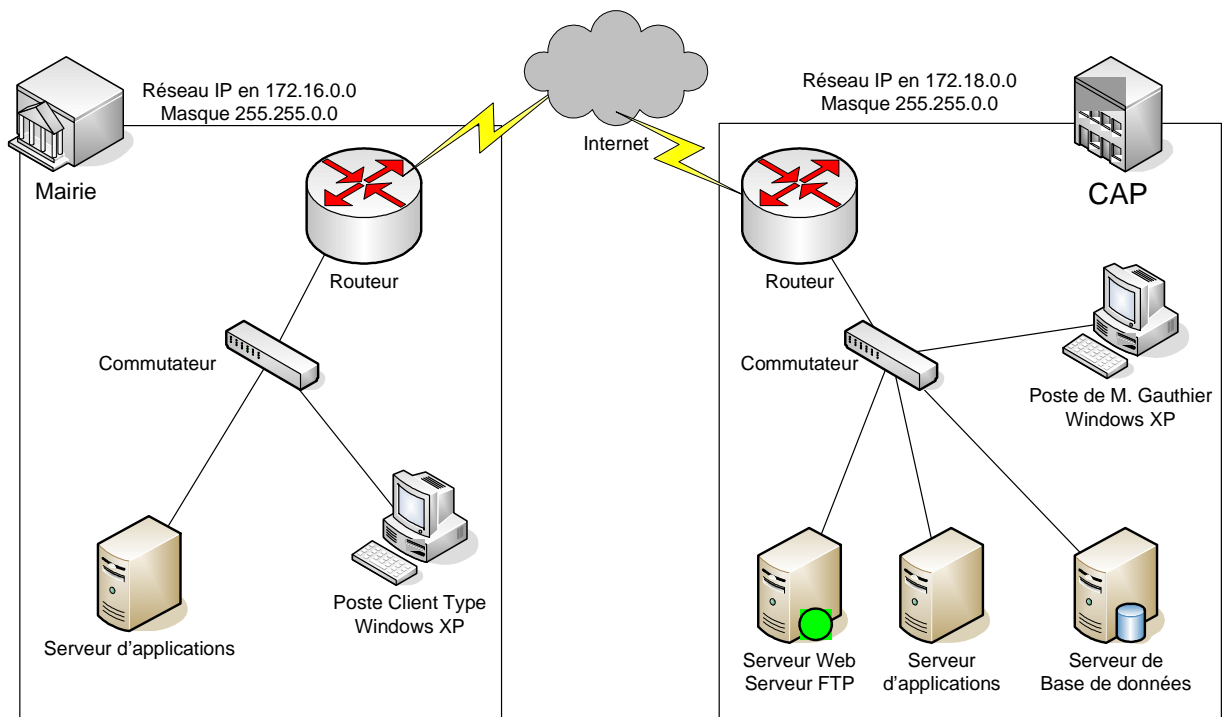 Réseau IP en 172.16.0.0
Masque 255.255.0.0
Mairie
Internet
Réseau IP en 172.18.0.0
Masque 255.255.0.0
CAP
Routeur
Routeur
Commutateur
Commutateur
Poste de M. Gauthier
Windows XP
Poste Client Type
Windows XP
Serveur d'applications
Serveur Web
Serveur FTP
Serveur
d'applications
Serveur de
Base de données